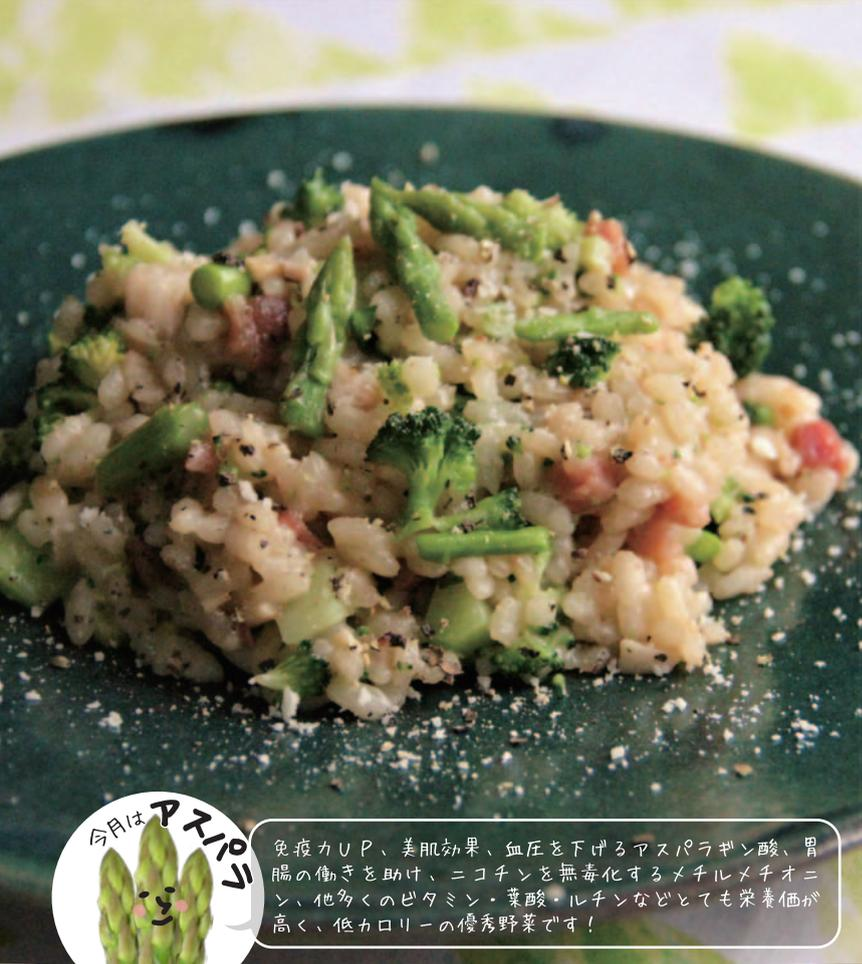 今月は
アスパラ
免疫力UP、美肌効果、血圧を下げるアスパラギン酸、胃
腸の働きを助け、ニコチンを無毒化するメチルメチオニ
ン、他多くのビタミン・葉酸・ルチンなどとても栄養価が
高く、低カロリーの優秀野菜です!